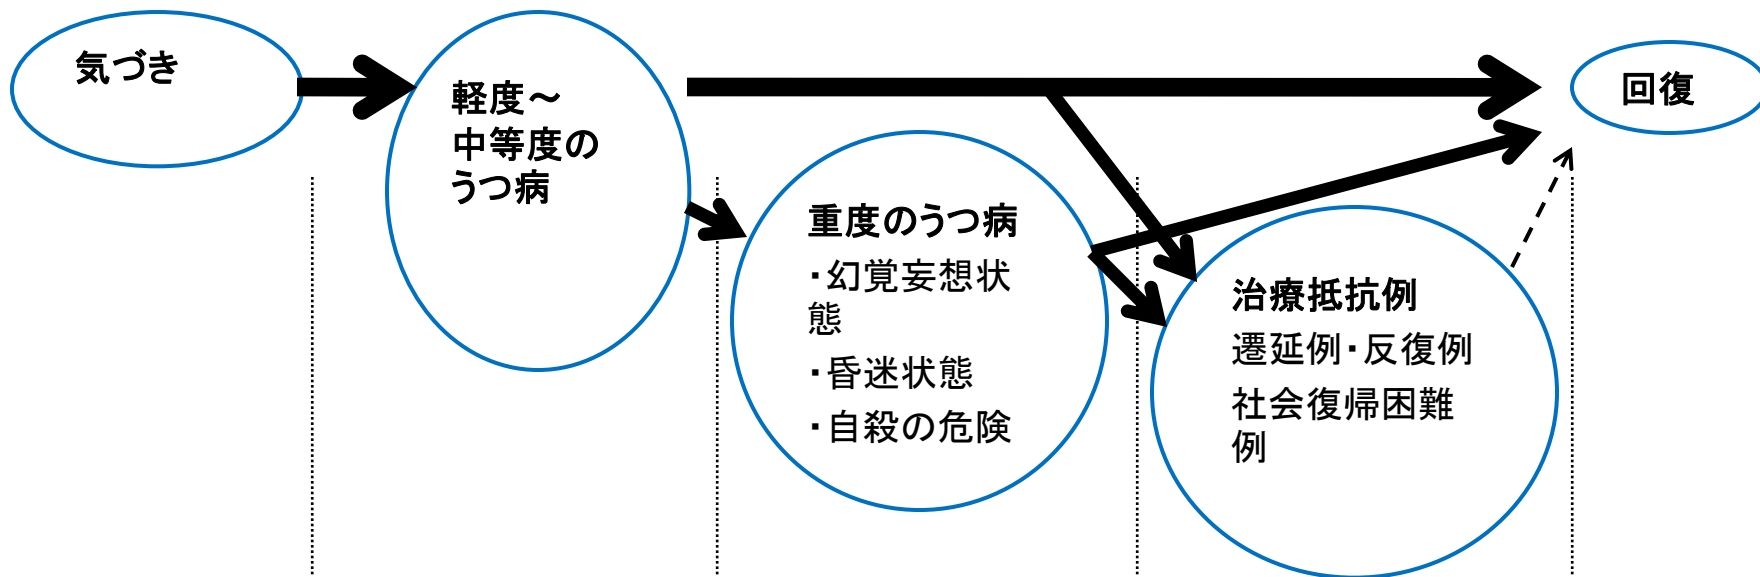 気づき
軽度～
中等度の
うつ病
重度のうつ病
・幻覚妄想状
態
・昏迷状態
・自殺の危険
治療抵抗例
遷延例・反復例
社会復帰困難
例
回復